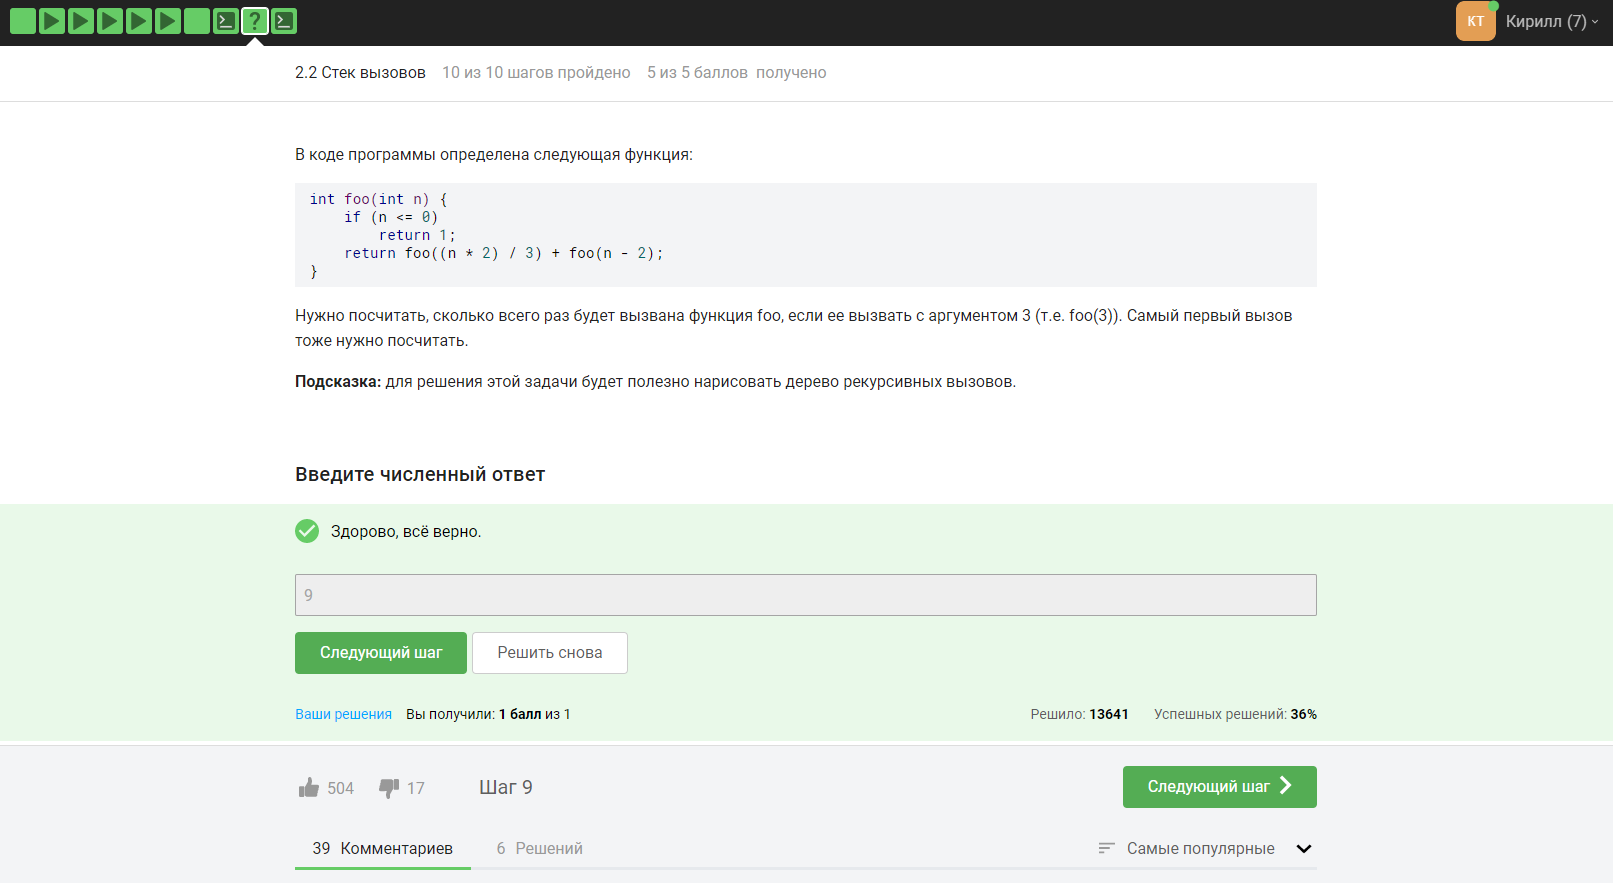 КТ
Кирилл (7)
2.2 Стек вызовов 10 из 10 шагов пройдено 5 из 5 баллов получено
В коде программы определена следующая функция:
int foo(int n) {
    if (n <= 0)
        return 1;
    return foo((n * 2) / 3) + foo(n - 2);
}
Нужно посчитать, сколько всего раз будет вызвана функция foo, если ее вызвать с аргументом 3 (т.е. foo(3)). Самый первый вызов
тоже нужно посчитать.
Подсказка: для решения этой задачи будет полезно нарисовать дерево рекурсивных вызовов.
Введите численный ответ
Здорово, всё верно.
9
Следующий шаг Решить снова
Ваши решения Вы получили: 1 балл из 1 Решило: 13641 Успешных решений: 36%
504 17 Шаг 9 Следующий шаг
39 Комментариев 6 Решений Самые популярные